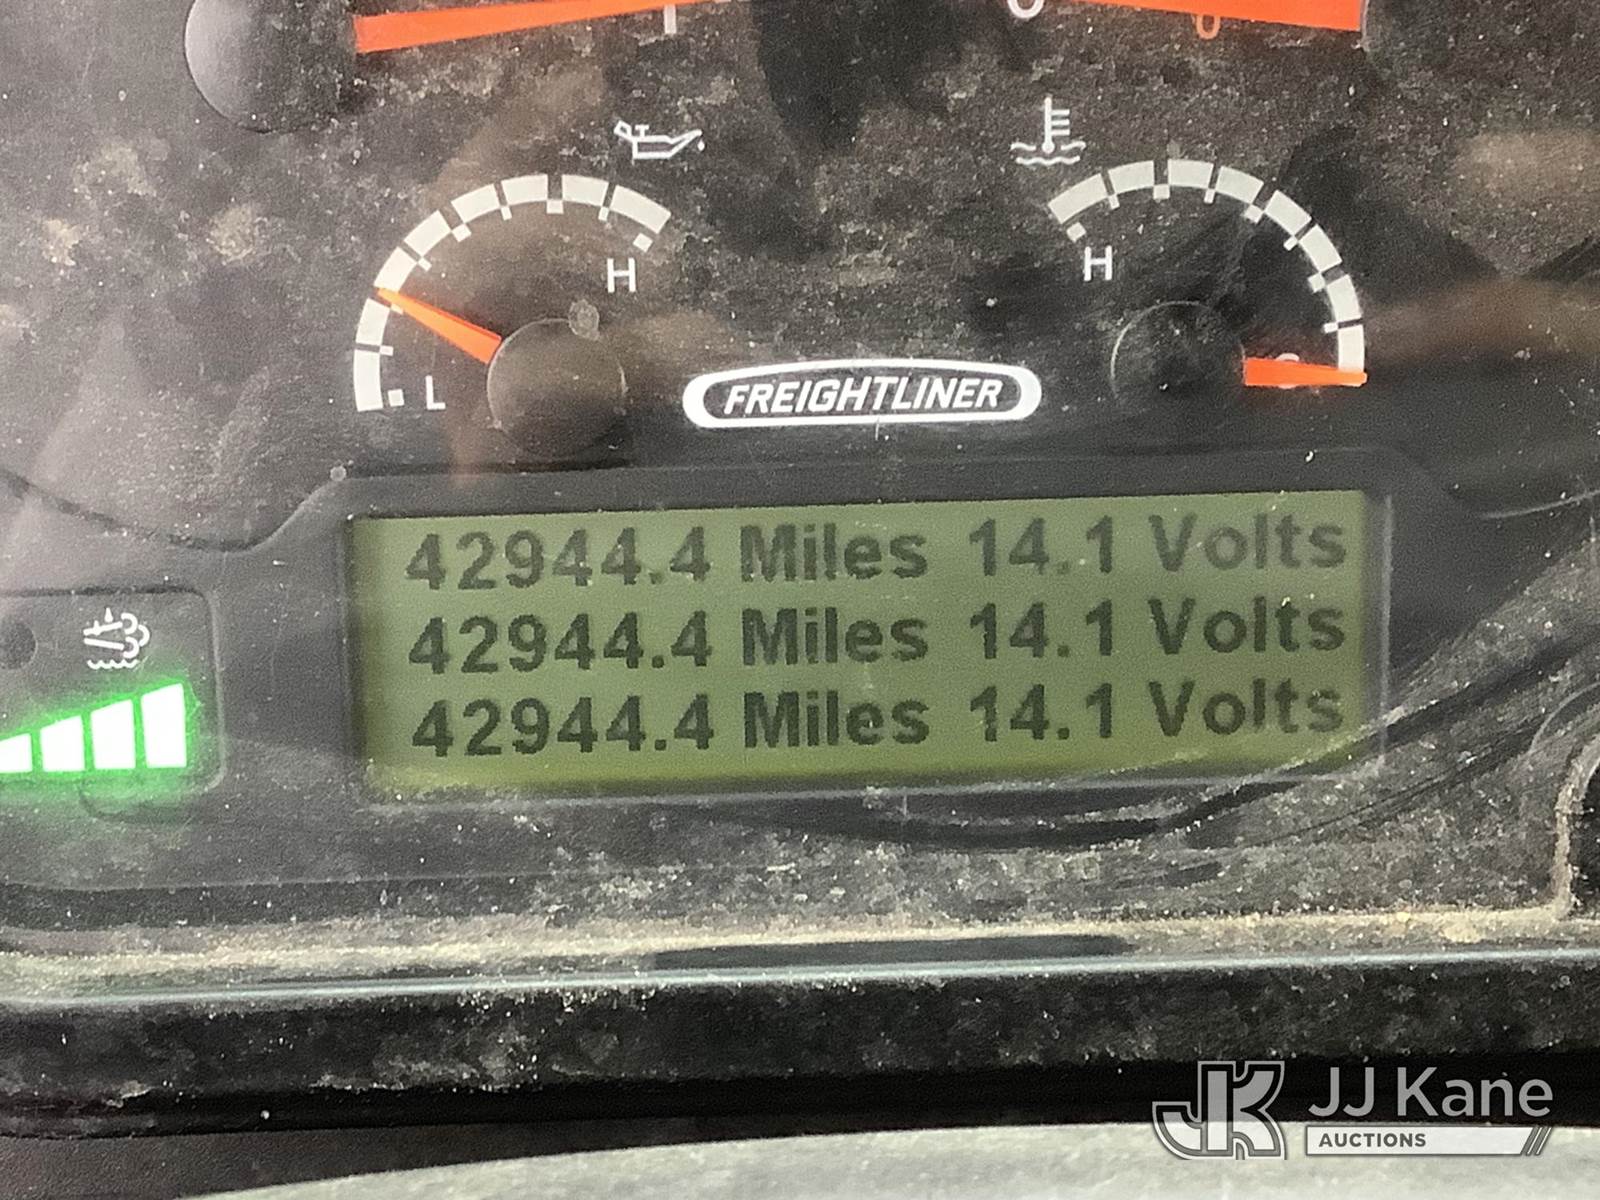 H
H
L
C
FREIGHTLINER
42944.4 Miles 14.1 Volts
42944.4 Miles 14.1 Volts
42944.4 Miles 14.1 Volts
JK JJ Kane
AUCTIONS